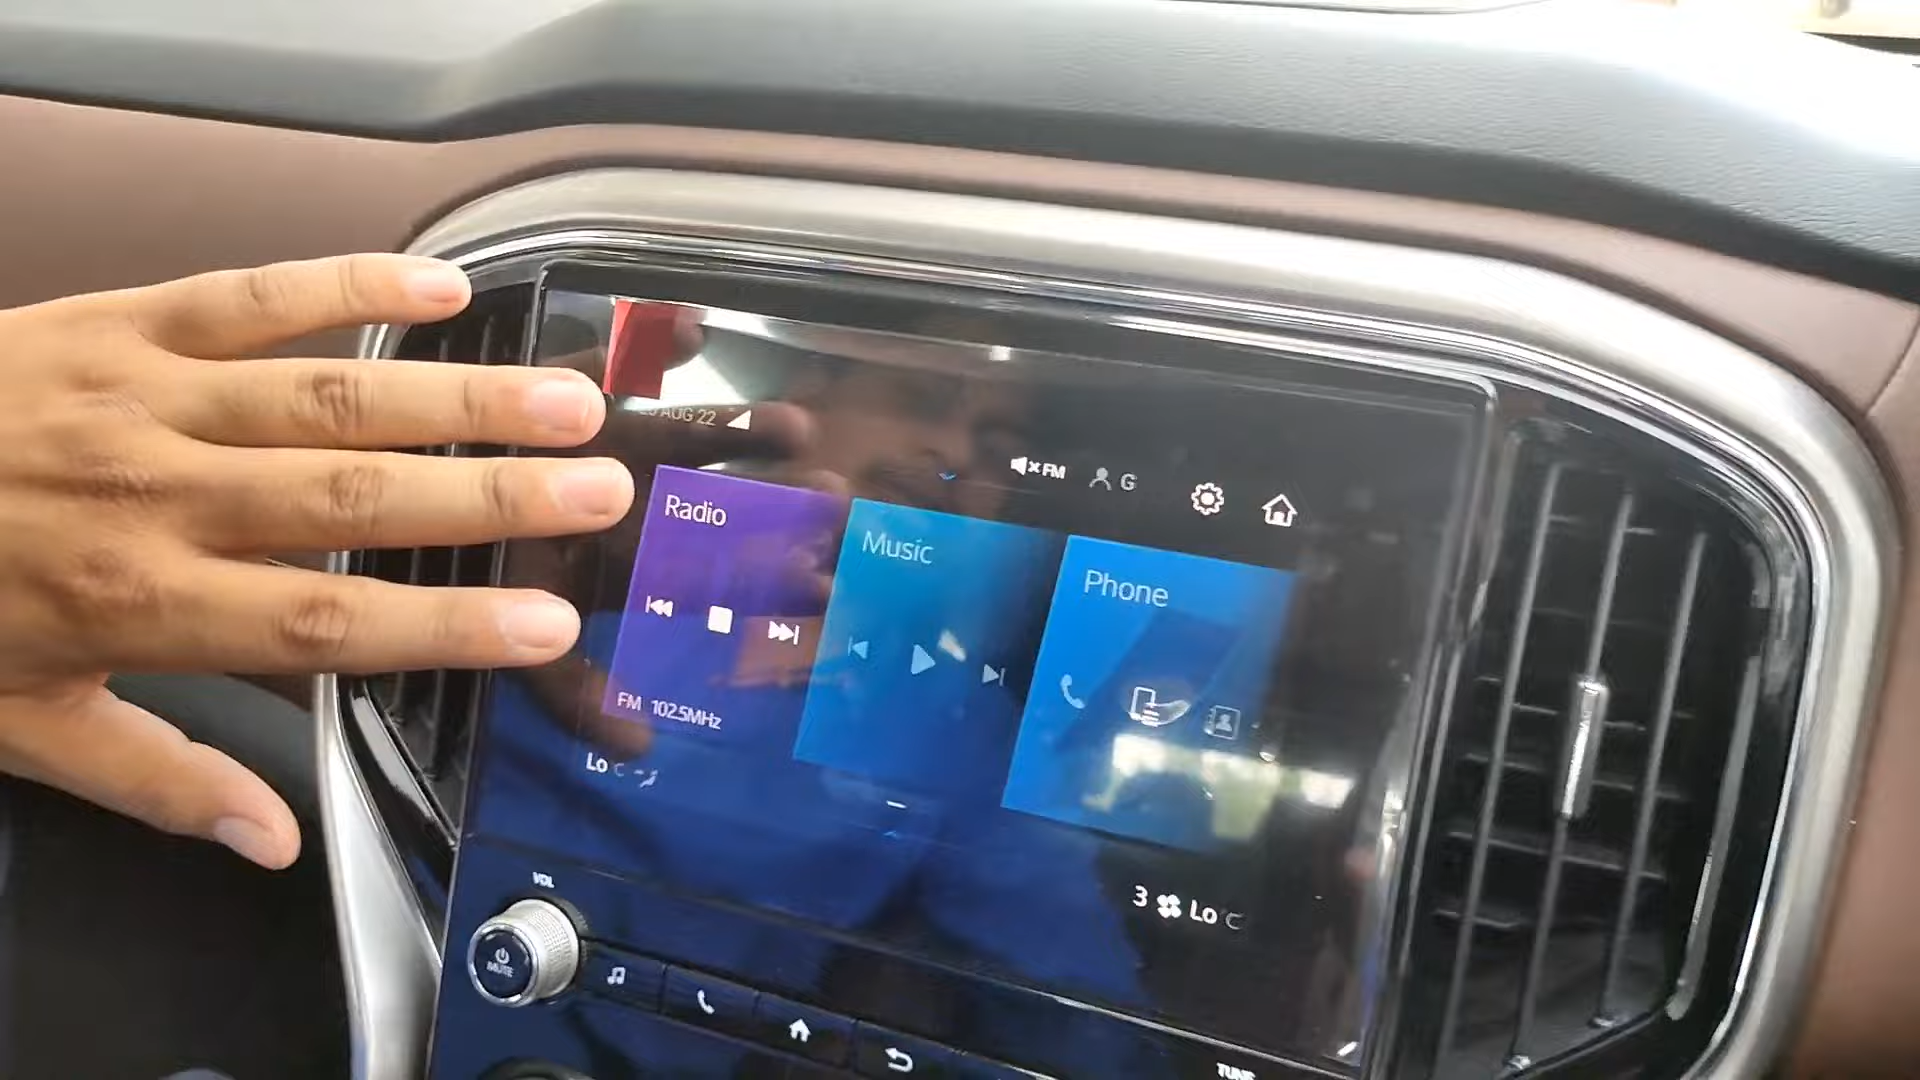 AUG 22
FM
G
Radio
Music
Phone
FM 102.5MHz
Lo C
3 Lo C
VOL
MUTE
TUNE